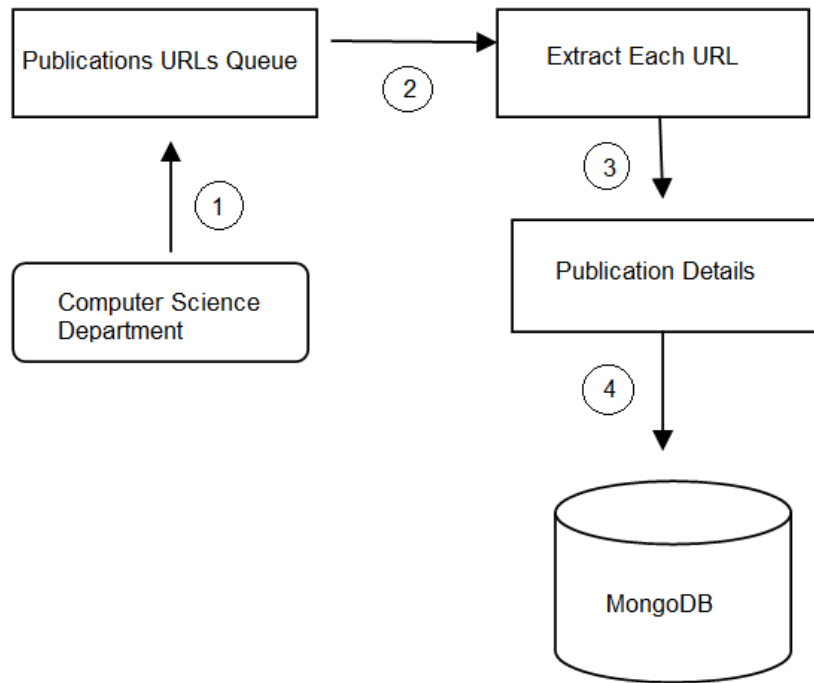 Publications URLs Queue
2
Extract Each URL
3
1
Publication Details
Computer Science
Department
4
MongoDB